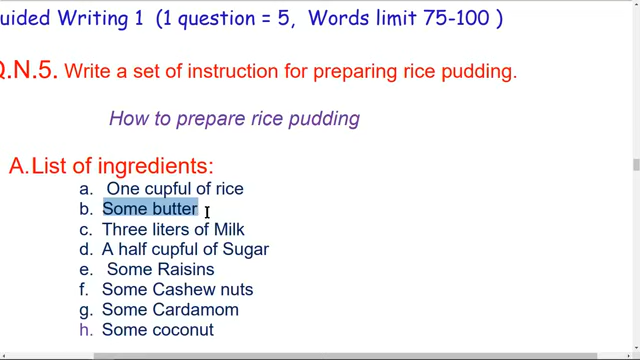 uided Writing 1 (1 question = 5, Words limit 75-100 )
Q.N.5. Write a set of instruction for preparing rice pudding.
How to prepare rice pudding
A. List of ingredients:
a. One cupful of rice
b. Some butter
c. Three liters of Milk
d. A half cupful of Sugar
e. Some Raisins
f. Some Cashew nuts
g. Some Cardamom
h. Some coconut